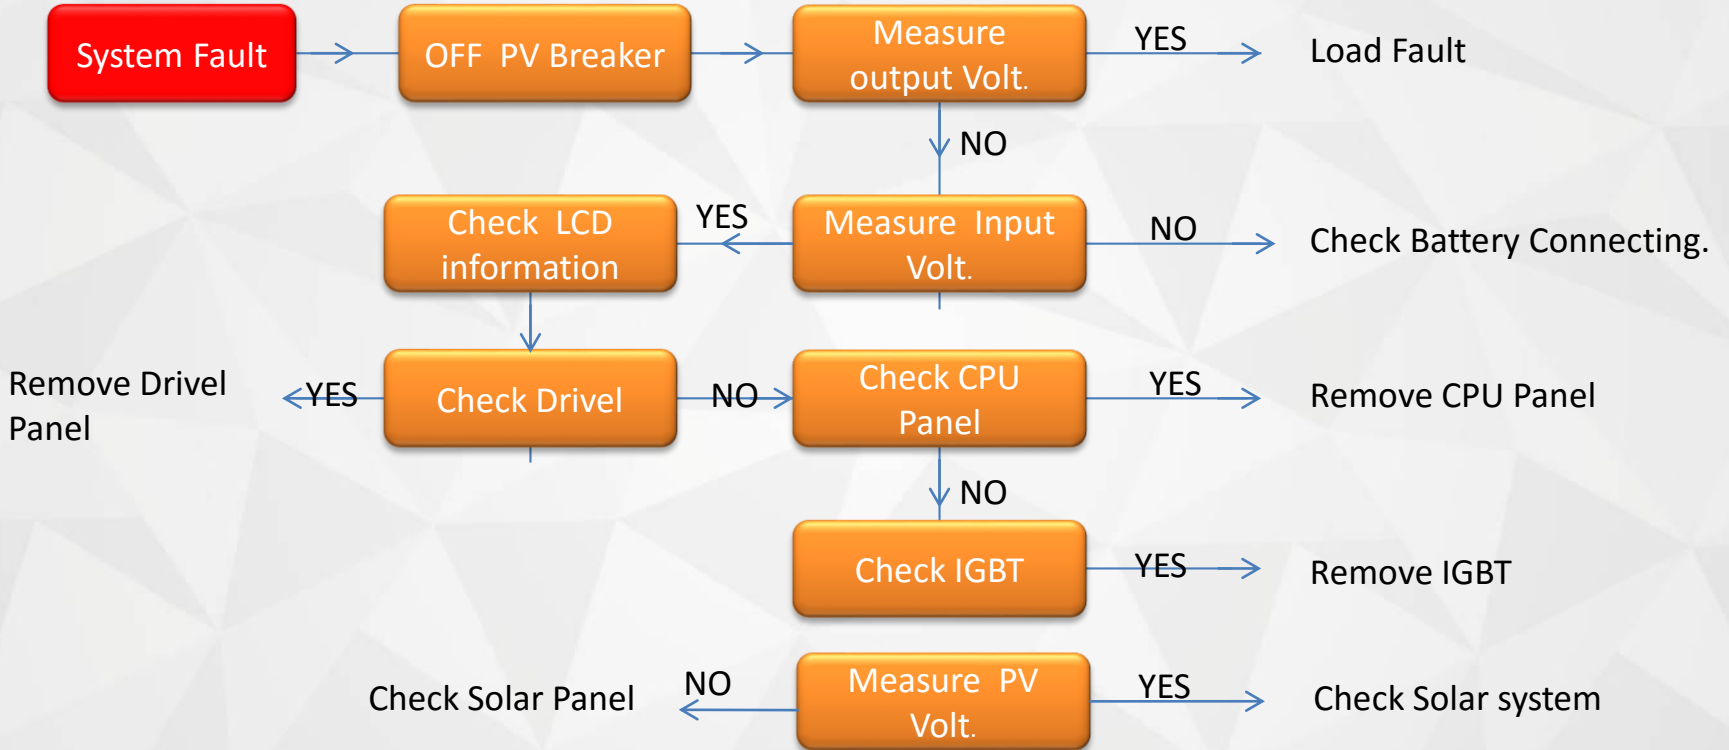 System Fault
OFF PV Breaker
Measure
output Volt.
YES
Load Fault
NO
Check LCD
information
YES
Measure Input
Volt.
NO
Check Battery Connecting.
Remove Drivel
Panel
YES
Check Drivel
NO
Check CPU
Panel
YES
Remove CPU Panel
NO
Check IGBT
YES
Remove IGBT
Check Solar Panel
NO
Measure PV
Volt.
YES
Check Solar system